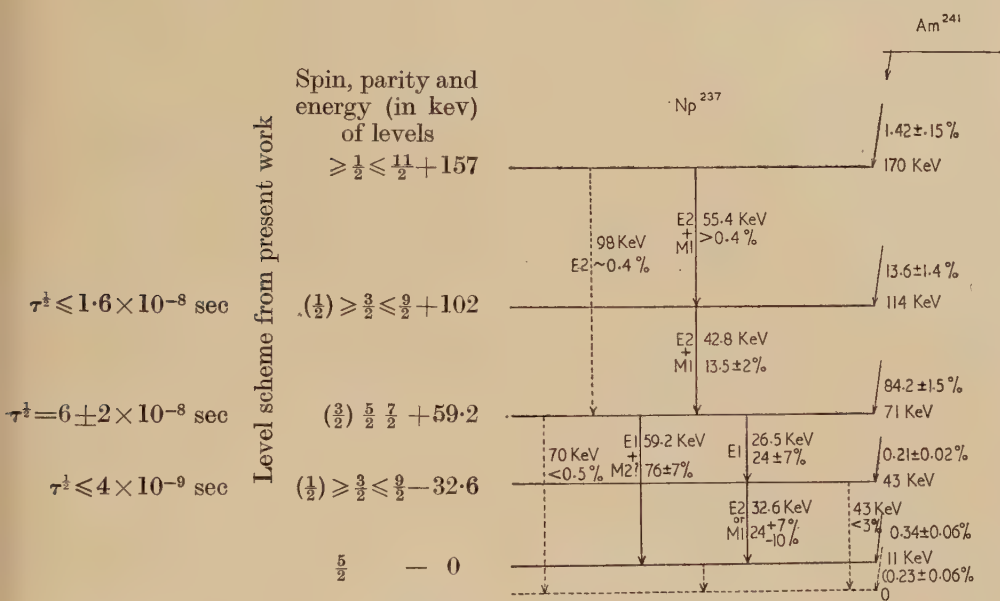 Am²⁴¹
Spin, parity and
energy (in kev)
of levels
Level scheme from present work
Np²³⁷
1.42±.15%
⩾ 1/2 ⩽ 11/2 + 157
170 KeV
98 KeV
E2 ~0.4 %
E2 + M1 55.4 KeV
>0.4 %
13.6±1.4 %
τ½ ⩽ 1·6 × 10⁻⁸ sec (1/2) ⩾ 3/2 ⩽ 9/2 + 102
114 KeV
E2 + M1 42.8 KeV
13.5±2%
84.2±1.5%
τ½ = 6±2 × 10⁻⁸ sec (3/2) 5/2 7/2 + 59·2
71 KeV
70 KeV
<0.5 %
E1 + M2? 59.2 KeV
76±7%
E1 26.5 KeV
24±7%
0.21±0.02%
τ½ ⩽ 4 × 10⁻⁹ sec (1/2) ⩾ 3/2 ⩽ 9/2 − 32·6
43 KeV
E2 or M1 32.6 KeV
24 +7% −10%
43 KeV
<3%
0.34±0.06%
5/2 − 0
11 KeV
(0.23±0.06%
0